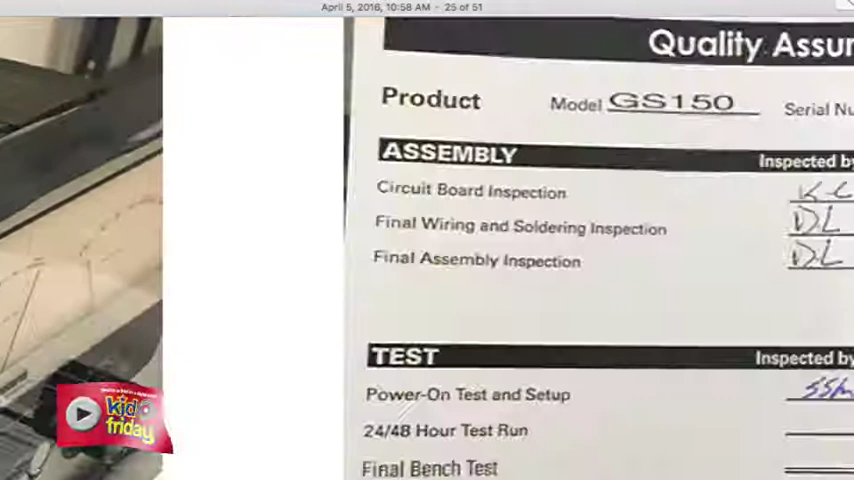 April 5, 2016, 10:58 AM - 25 of 51
Quality Assur
Product Model GS150 Serial Nu
ASSEMBLY Inspected by
Circuit Board Inspection
Final Wiring and Soldering Inspection DL
Final Assembly Inspection DL
TEST Inspected by
Power-On Test and Setup
24/48 Hour Test Run
Final Bench Test
kid
friday